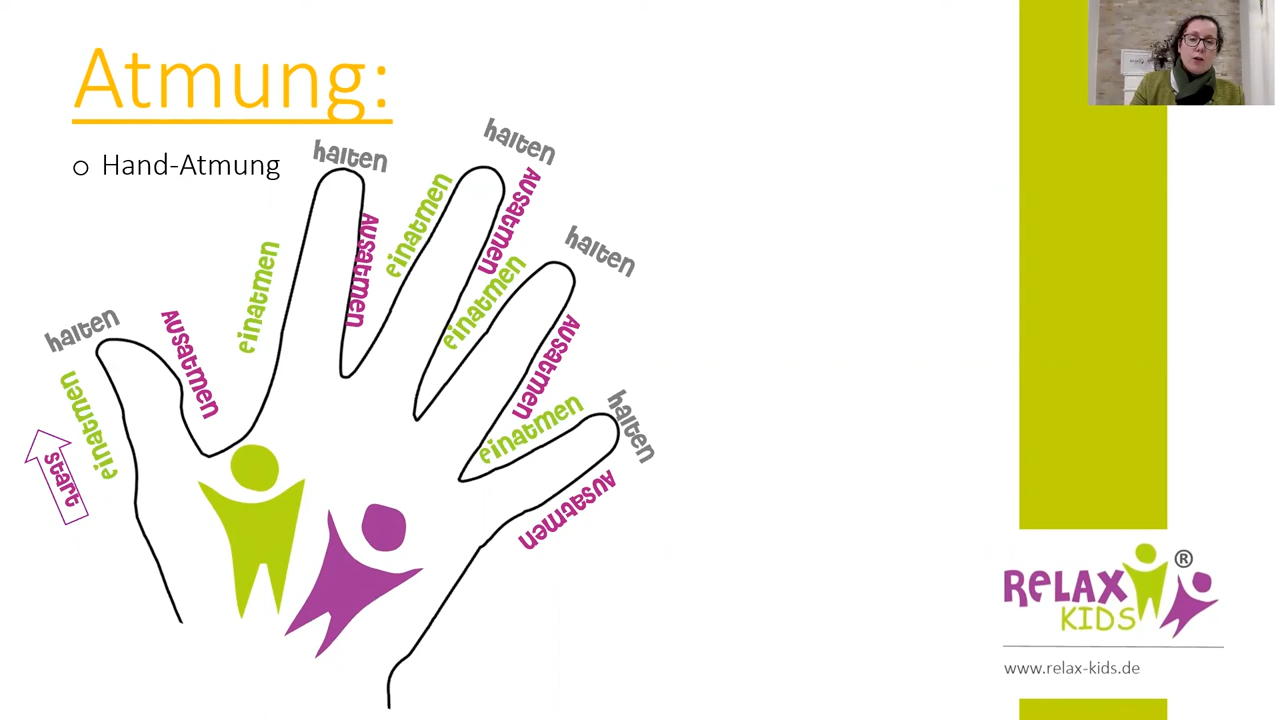 Atmung:
o Hand-Atmung
start
einatmen
halten
Ausatmen
einatmen
halten
Ausatmen
einatmen
halten
Ausatmen
einatmen
halten
Ausatmen
einatmen
halten
Ausatmen
RELAX ®
KIDS
www.relax-kids.de